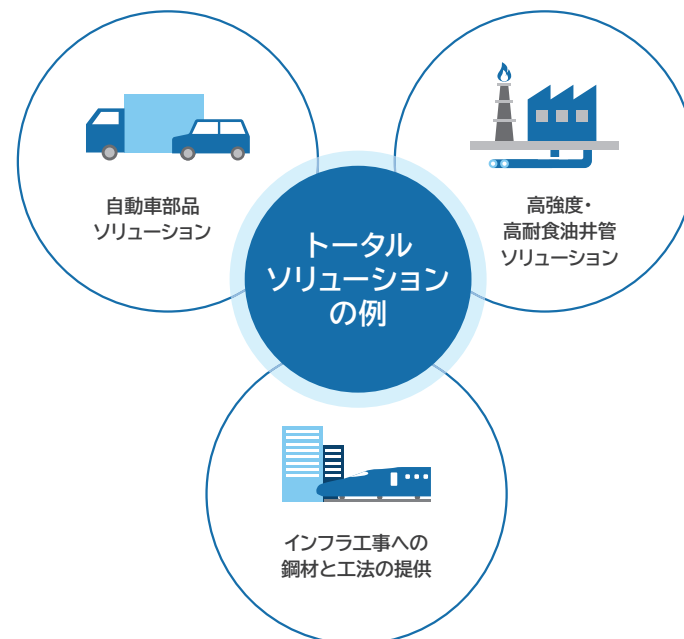 自動車部品
ソリューション
高強度・
高耐食油井管
ソリューション
トータル
ソリューション
の例
インフラ工事への
鋼材と工法の提供